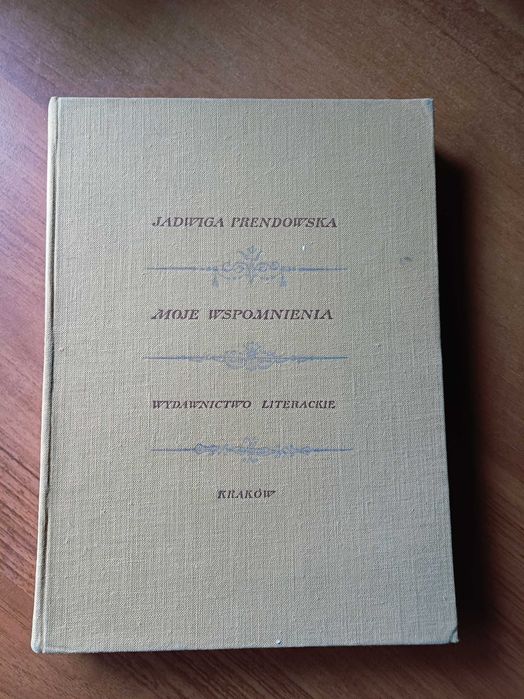 JADWIGA PRENDOWSKA
MOJE WSPOMNIENIA
WYDAWNICTWO LITERACKIE
KRAKÓW